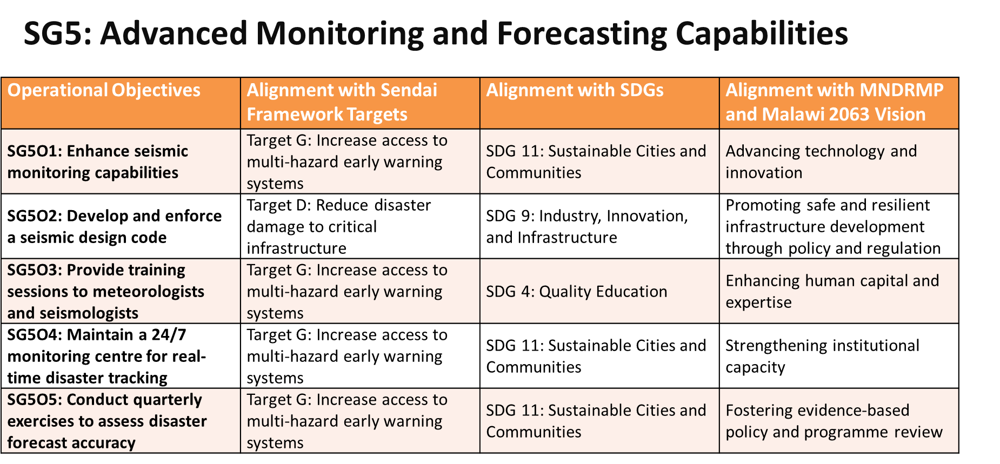 SG5: Advanced Monitoring and Forecasting Capabilities
Operational Objectives
Alignment with Sendai
Framework Targets
Alignment with SDGs
Alignment with MNDRMP
and Malawi 2063 Vision
SG5O1: Enhance seismic
monitoring capabilities
Target G: Increase access to
multi-hazard early warning
systems
SDG 11: Sustainable Cities and
Communities
Advancing technology and
innovation
SG5O2: Develop and enforce
a seismic design code
Target D: Reduce disaster
damage to critical
infrastructure
SDG 9: Industry, Innovation,
and Infrastructure
Promoting safe and resilient
infrastructure development
through policy and regulation
SG5O3: Provide training
sessions to meteorologists
and seismologists
Target G: Increase access to
multi-hazard early warning
systems
SDG 4: Quality Education
Enhancing human capital and
expertise
SG5O4: Maintain a 24/7
monitoring centre for real-
time disaster tracking
Target G: Increase access to
multi-hazard early warning
systems
SDG 11: Sustainable Cities and
Communities
Strengthening institutional
capacity
SG5O5: Conduct quarterly
exercises to assess disaster
forecast accuracy
Target G: Increase access to
multi-hazard early warning
systems
SDG 11: Sustainable Cities and
Communities
Fostering evidence-based
policy and programme review